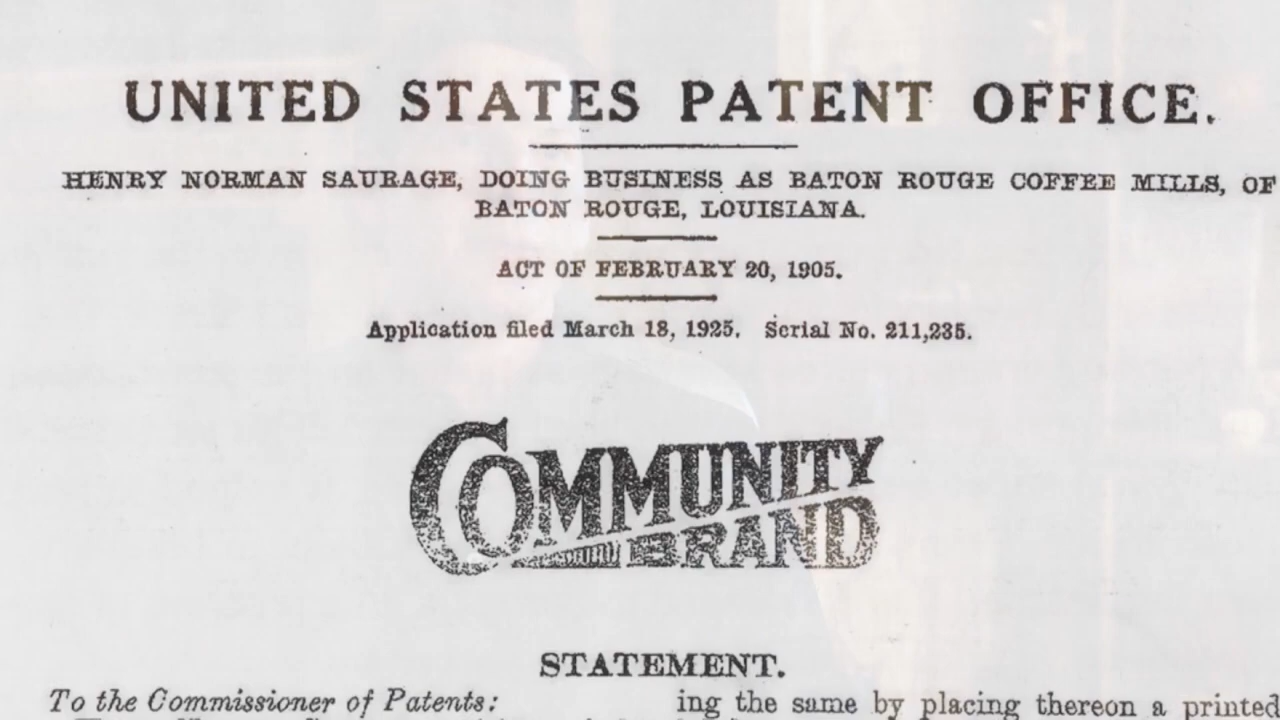 UNITED STATES PATENT OFFICE.
HENRY NORMAN SAURAGE, DOING BUSINESS AS BATON ROUGE COFFEE MILLS, OF
BATON ROUGE, LOUISIANA.
ACT OF FEBRUARY 20, 1905.
Application filed March 18, 1925. Serial No. 211,235.
COMMUNITY
BRAND
STATEMENT.
To the Commissioner of Patents:
ing the same by placing thereon a printed